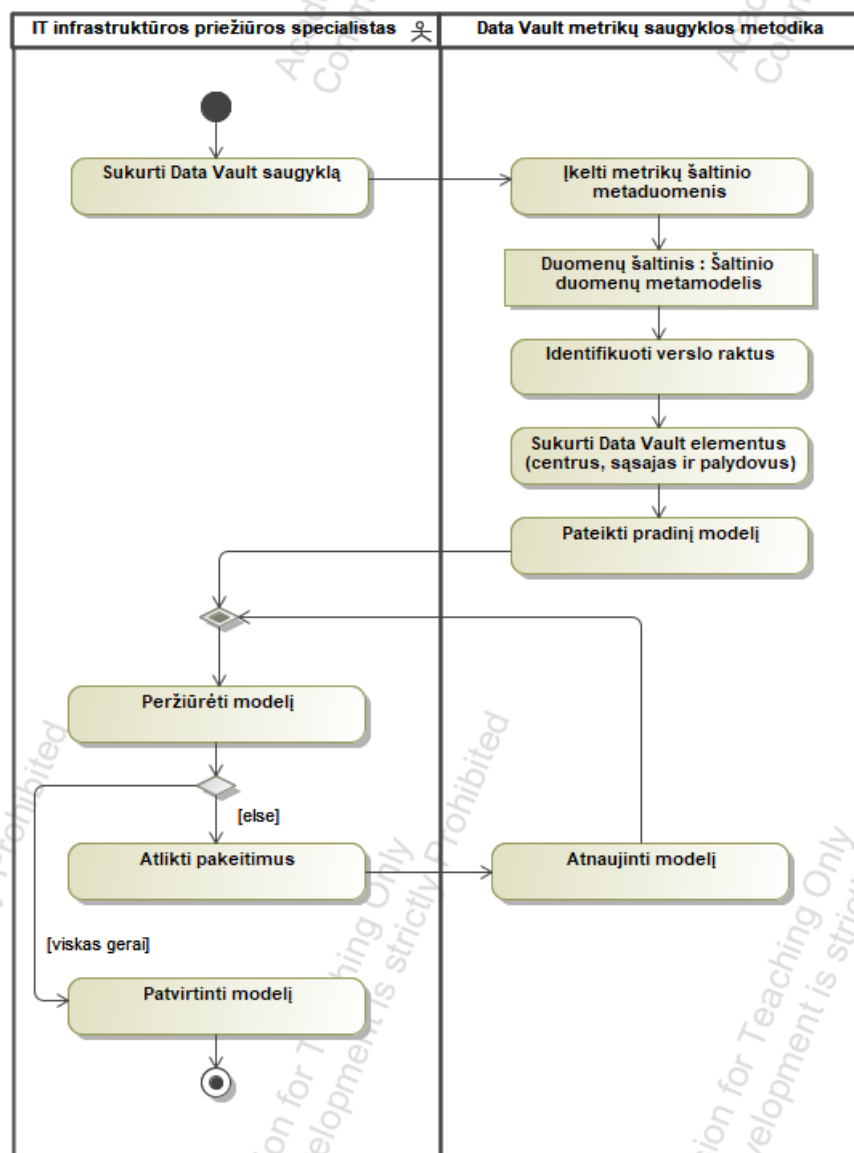 IT infrastruktūros priežiūros specialistas
Data Vault metrikų saugyklos metodika
Sukurti Data Vault saugyklą
Įkelti metrikų šaltinio
metaduomenis
Duomenų šaltinis : Šaltinio
duomenų metamodelis
Identifikuoti verslo raktus
Sukurti Data Vault elementus
(centrus, sąsajas ir palydovus)
Pateikti pradinį modelį
Peržiūrėti modelį
[else]
Atlikti pakeitimus
Atnaujinti modelį
[viskas gerai]
Patvirtinti modelį